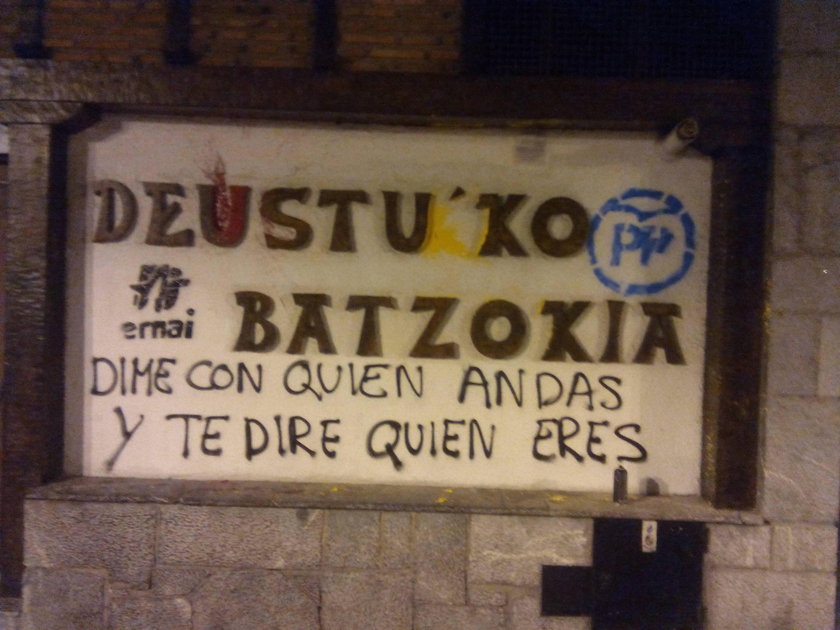 DEUSTU'KO
PP
ernai
BATZOKIA
DIME CON QUIEN ANDAS
Y TE DIRE QUIEN ERES